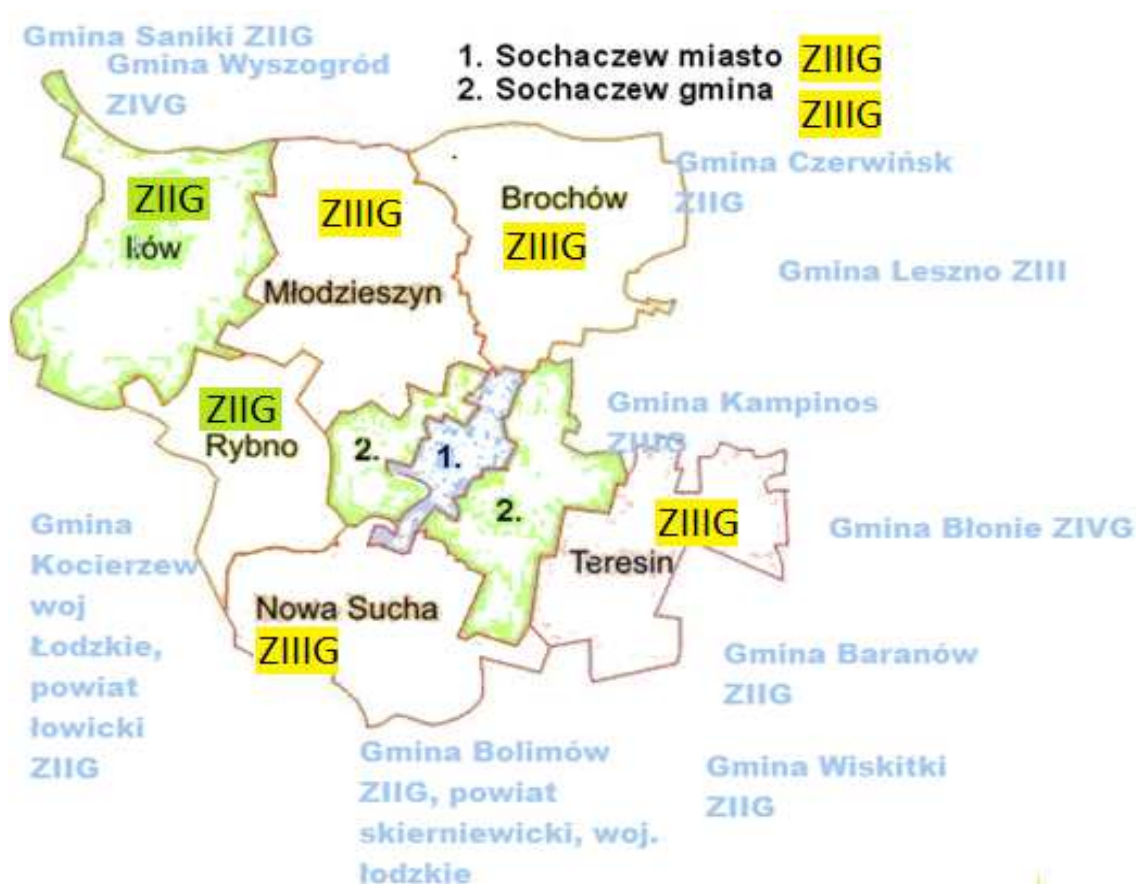 Gmina Saniki ZIIG
Gmina Wyszogród
ZIVG
1. Sochaczew miasto ZIIIG
2. Sochaczew gmina
ZIIIG
Gmina Czerwińsk
ZIIG
ZIIG
Iłów
ZIIIG
Młodzieszyn
Brochów
ZIIIG
Gmina Leszno ZIII
ZIIG
Rybno
2.
1.
2.
Gmina Kampinos
ZIIIG
ZIIIG
Teresin
Gmina Błonie ZIVG
Gmina
Kocierzew
woj
Łodzkie,
powiat
łowicki
ZIIG
Nowa Sucha
ZIIIG
Gmina Baranów
ZIIG
Gmina Bolimów
ZIIG, powiat
skierniewicki, woj.
łodzkie
Gmina Wiskitki
ZIIG